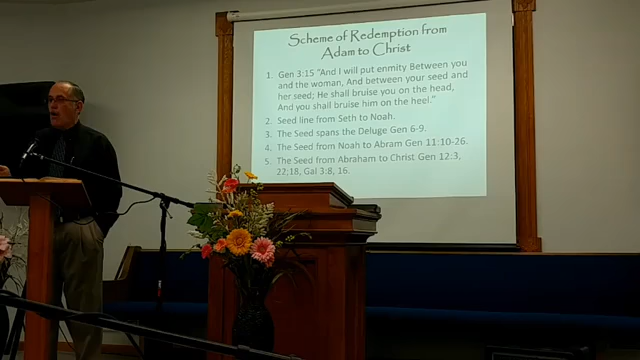 Scheme of Redemption from
Adam to Christ
1. Gen 3:15 "And I will put enmity Between you
and the woman, And between your seed and
her seed; He shall bruise you on the head,
And you shall bruise him on the heel."
2. Seed line from Seth to Noah.
3. The Seed spans the Deluge Gen 6-9.
4. The Seed from Noah to Abram Gen 11:10-26.
5. The Seed from Abraham to Christ Gen 12:3,
22;18, Gal 3:8, 16.